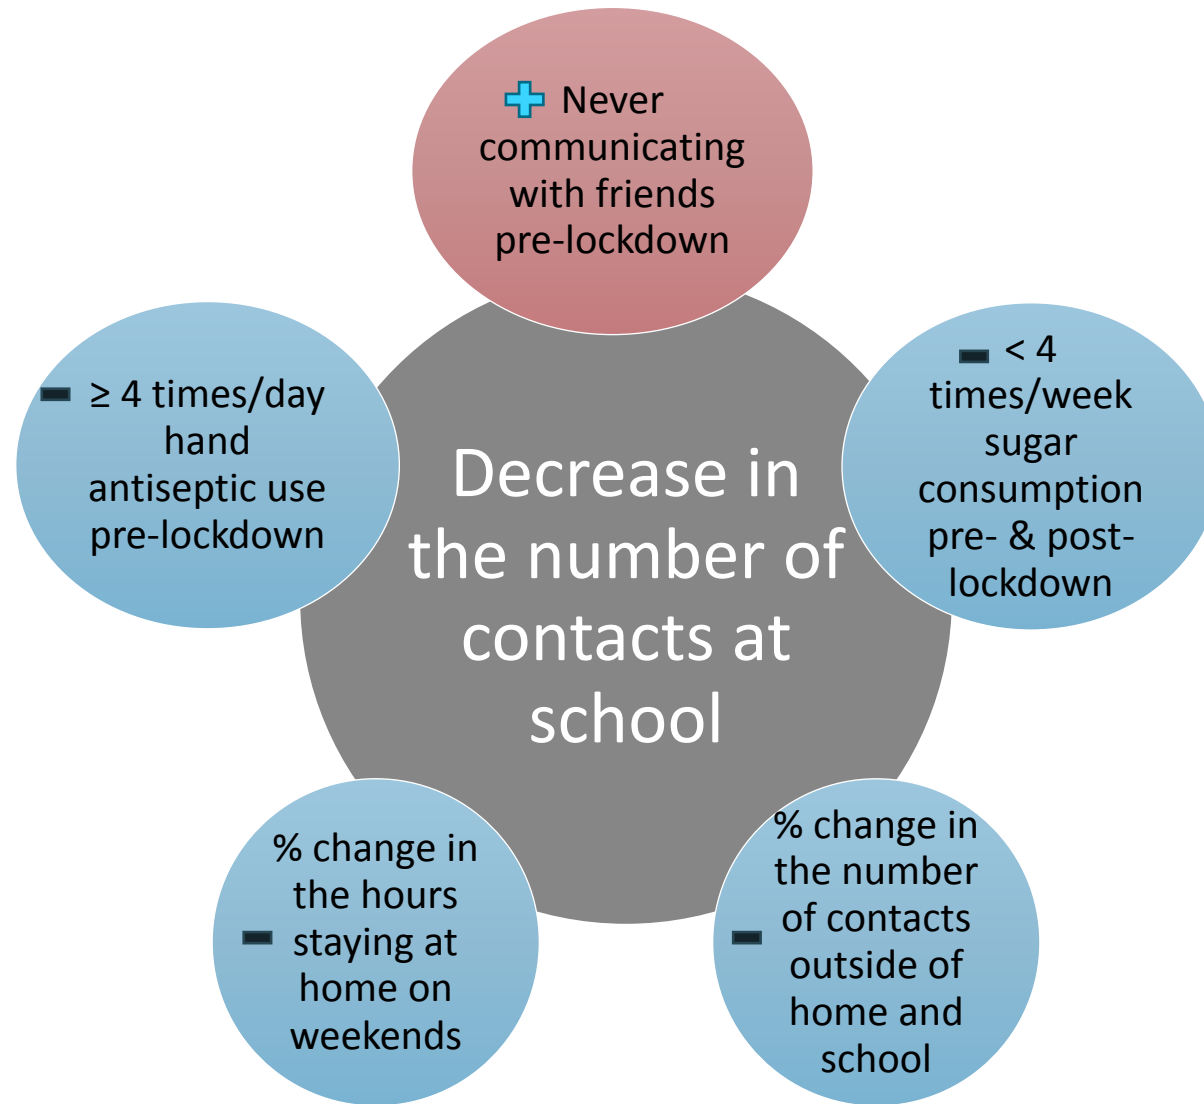 Never
communicating
with friends
pre-lockdown
≥ 4 times/day
hand
antiseptic use
pre-lockdown
< 4
times/week
sugar
consumption
pre- & post-
lockdown
Decrease in
the number of
contacts at
school
% change in
the hours
staying at
home on
weekends
% change in
the number
of contacts
outside of
home and
school